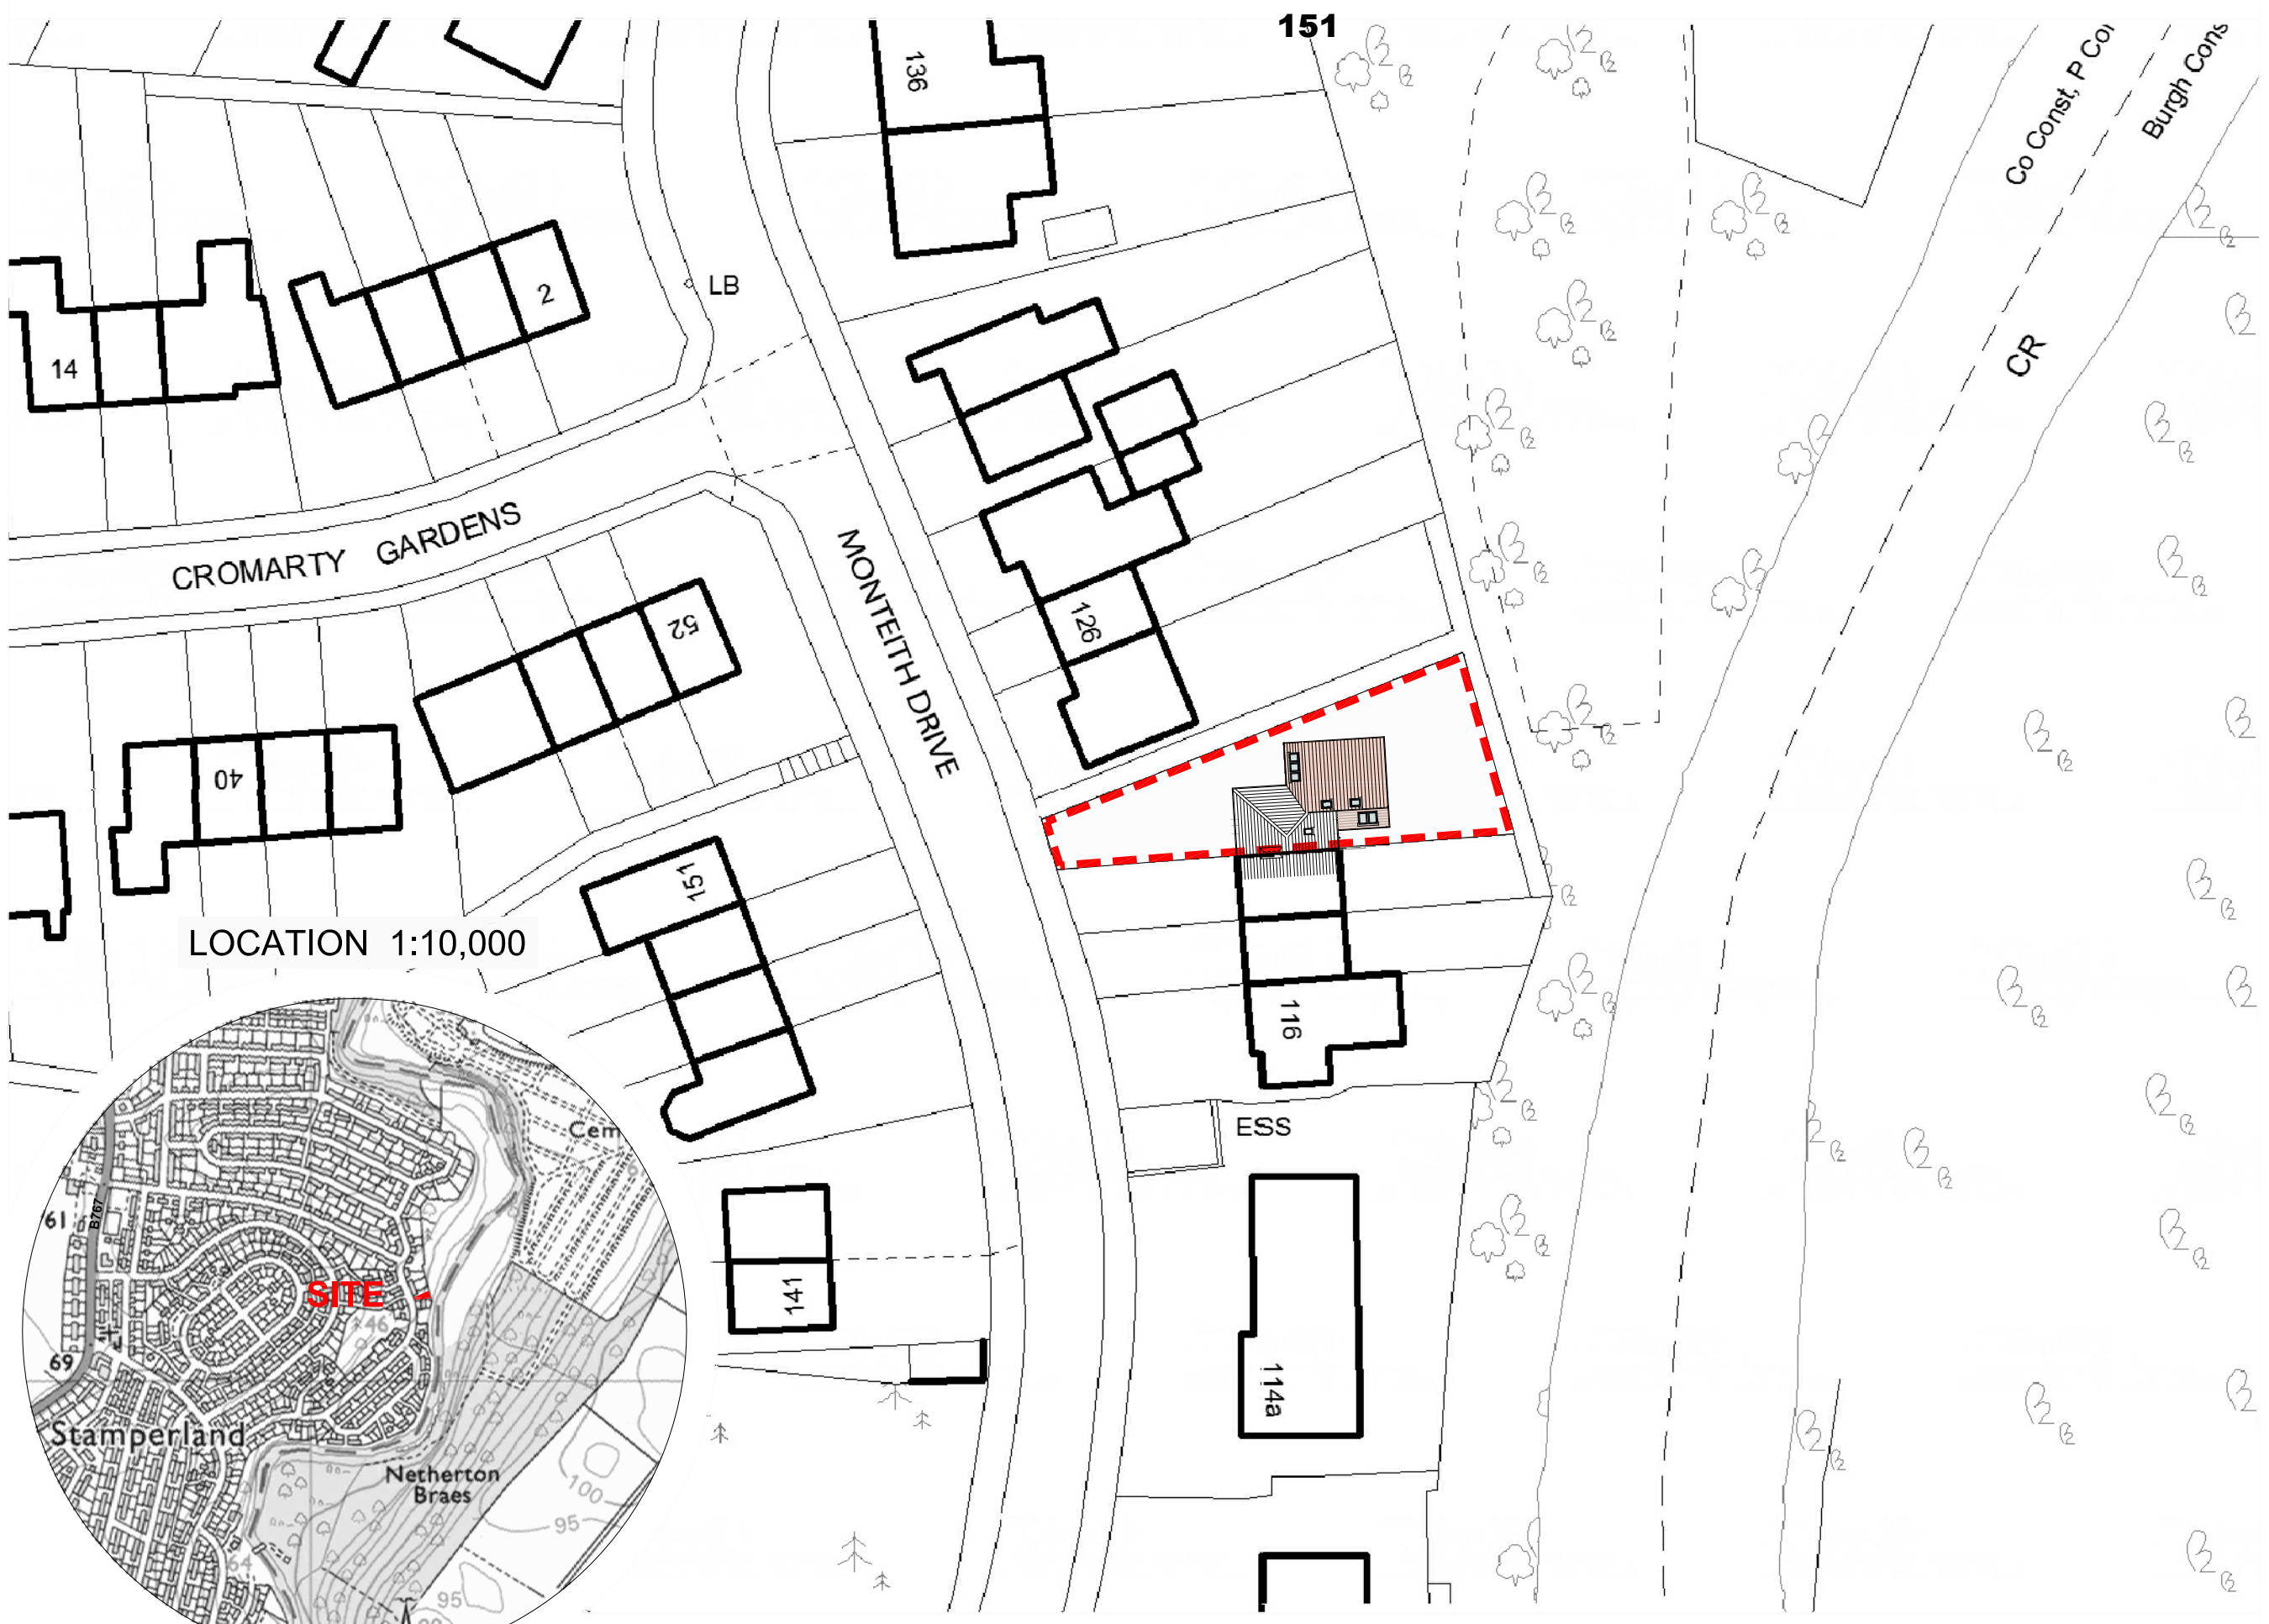 151
136
Co Const, P Co
Burgh Cons
LB
2
14
CR
CROMARTY GARDENS
MONTEITH DRIVE
126
52
40
151
LOCATION 1:10,000
116
ESS
Cem
61
B767
SITE
46
141
69
114a
Stamperland
Netherton
Braes
100
95
64
95